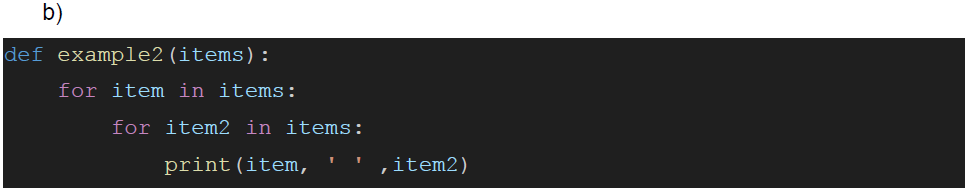 b)
def example2(items):
    for item in items:
        for item2 in items:
            print(item, ' ' ,item2)